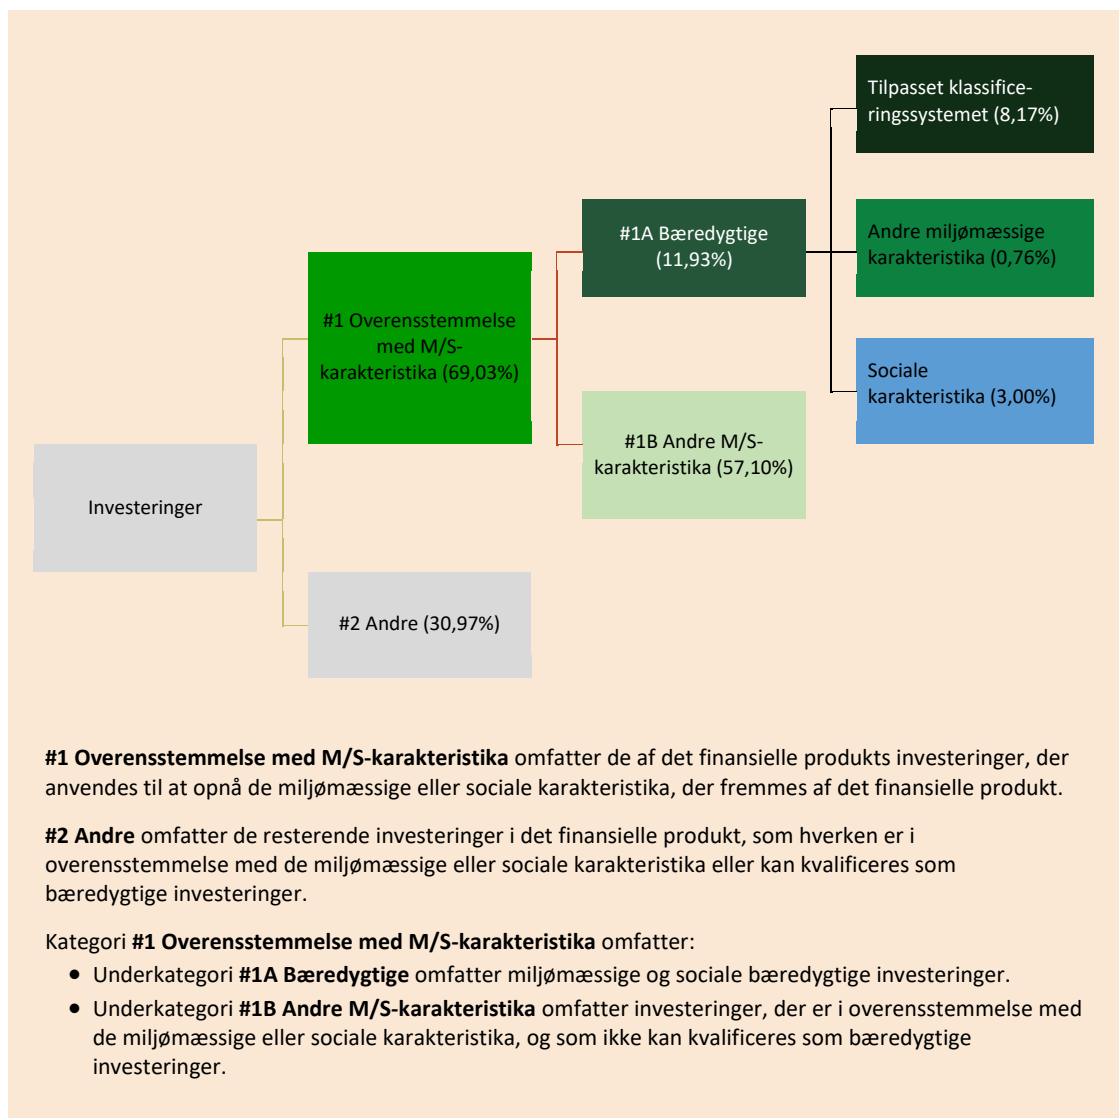 Tilpasset klassifice-
ringssystemet (8,17%)
#1A Bæredygtige
(11,93%)
Andre miljømæssige
karakteristika (0,76%)
#1 Overensstemmelse
med M/S-
karakteristika (69,03%)
Sociale
karakteristika (3,00%)
#1B Andre M/S-
karakteristika (57,10%)
Investeringer
#2 Andre (30,97%)
#1 Overensstemmelse med M/S-karakteristika omfatter de af det finansielle produkts investeringer, der
anvendes til at opnå de miljømæssige eller sociale karakteristika, der fremmes af det finansielle produkt.
#2 Andre omfatter de resterende investeringer i det finansielle produkt, som hverken er i
overensstemmelse med de miljømæssige eller sociale karakteristika eller kan kvalificeres som
bæredygtige investeringer.
Kategori #1 Overensstemmelse med M/S-karakteristika omfatter:
• Underkategori #1A Bæredygtige omfatter miljømæssige og sociale bæredygtige investeringer.
• Underkategori #1B Andre M/S-karakteristika omfatter investeringer, der er i overensstemmelse med
de miljømæssige eller sociale karakteristika, og som ikke kan kvalificeres som bæredygtige
investeringer.